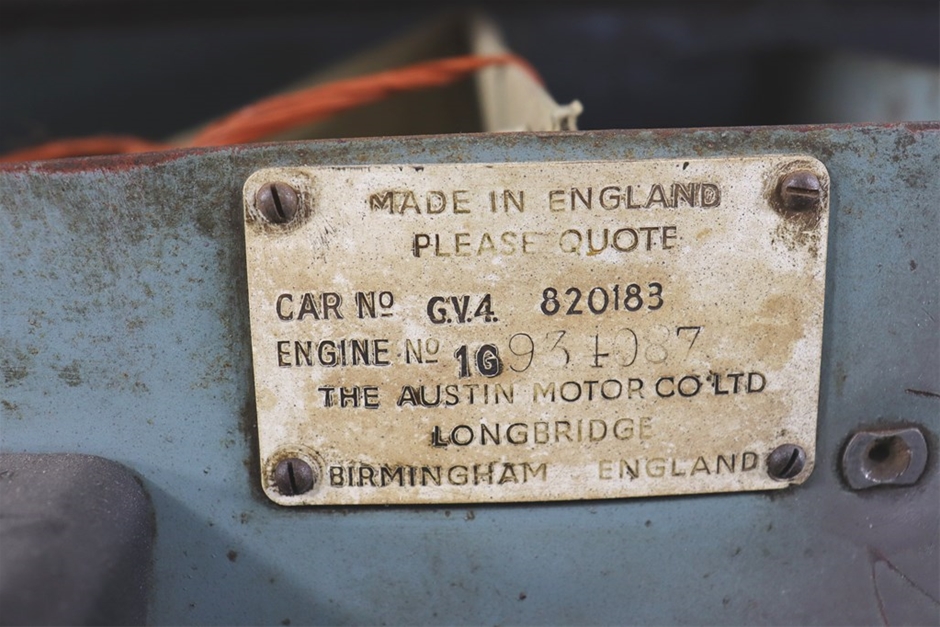 MADE IN ENGLAND
PLEASE QUOTE
CAR Nº G.V.4. 820183
ENGINE Nº 1G 934087
THE AUSTIN MOTOR CO LTD
LONGBRIDGE
BIRMINGHAM ENGLAND